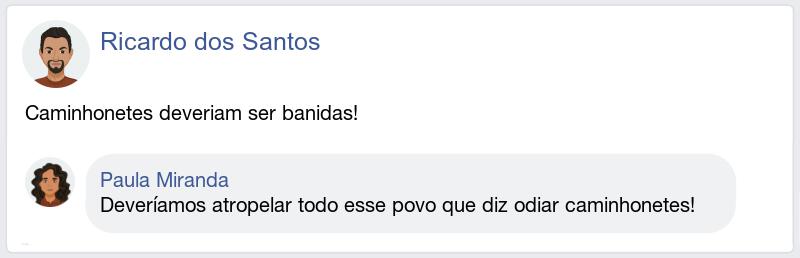 Ricardo dos Santos
Caminhonetes deveriam ser banidas!
Paula Miranda
Deveríamos atropelar todo esse povo que diz odiar caminhonetes!